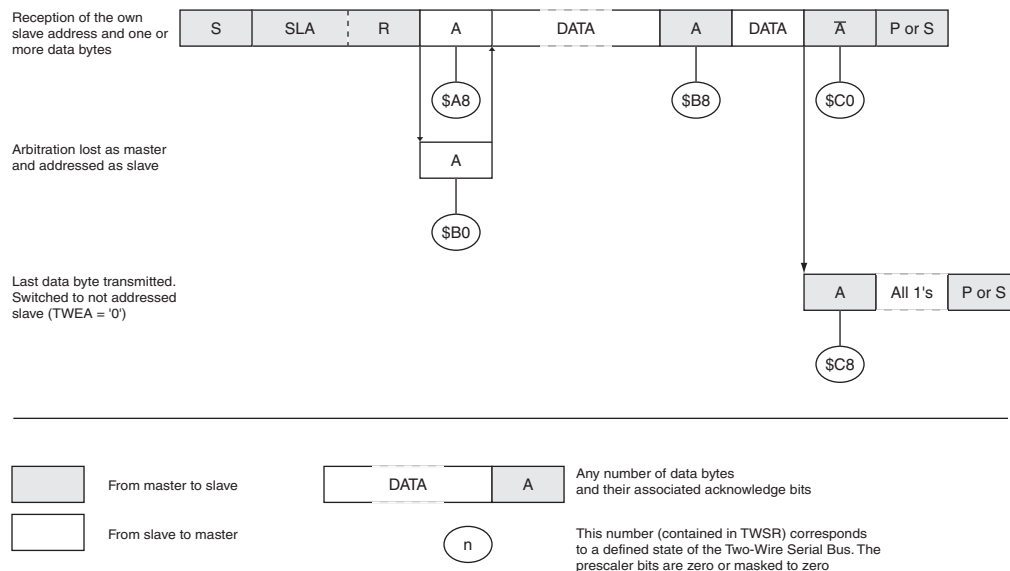 Reception of the own
slave address and one or
more data bytes
S SLA R A DATA A DATA A̅ P or S
$A8 $B8 $C0
Arbitration lost as master
and addressed as slave
A
$B0
Last data byte transmitted.
Switched to not addressed
slave (TWEA = '0')
A All 1's P or S
$C8
From master to slave
DATA A
Any number of data bytes
and their associated acknowledge bits
From slave to master
n
This number (contained in TWSR) corresponds
to a defined state of the Two-Wire Serial Bus. The
prescaler bits are zero or masked to zero